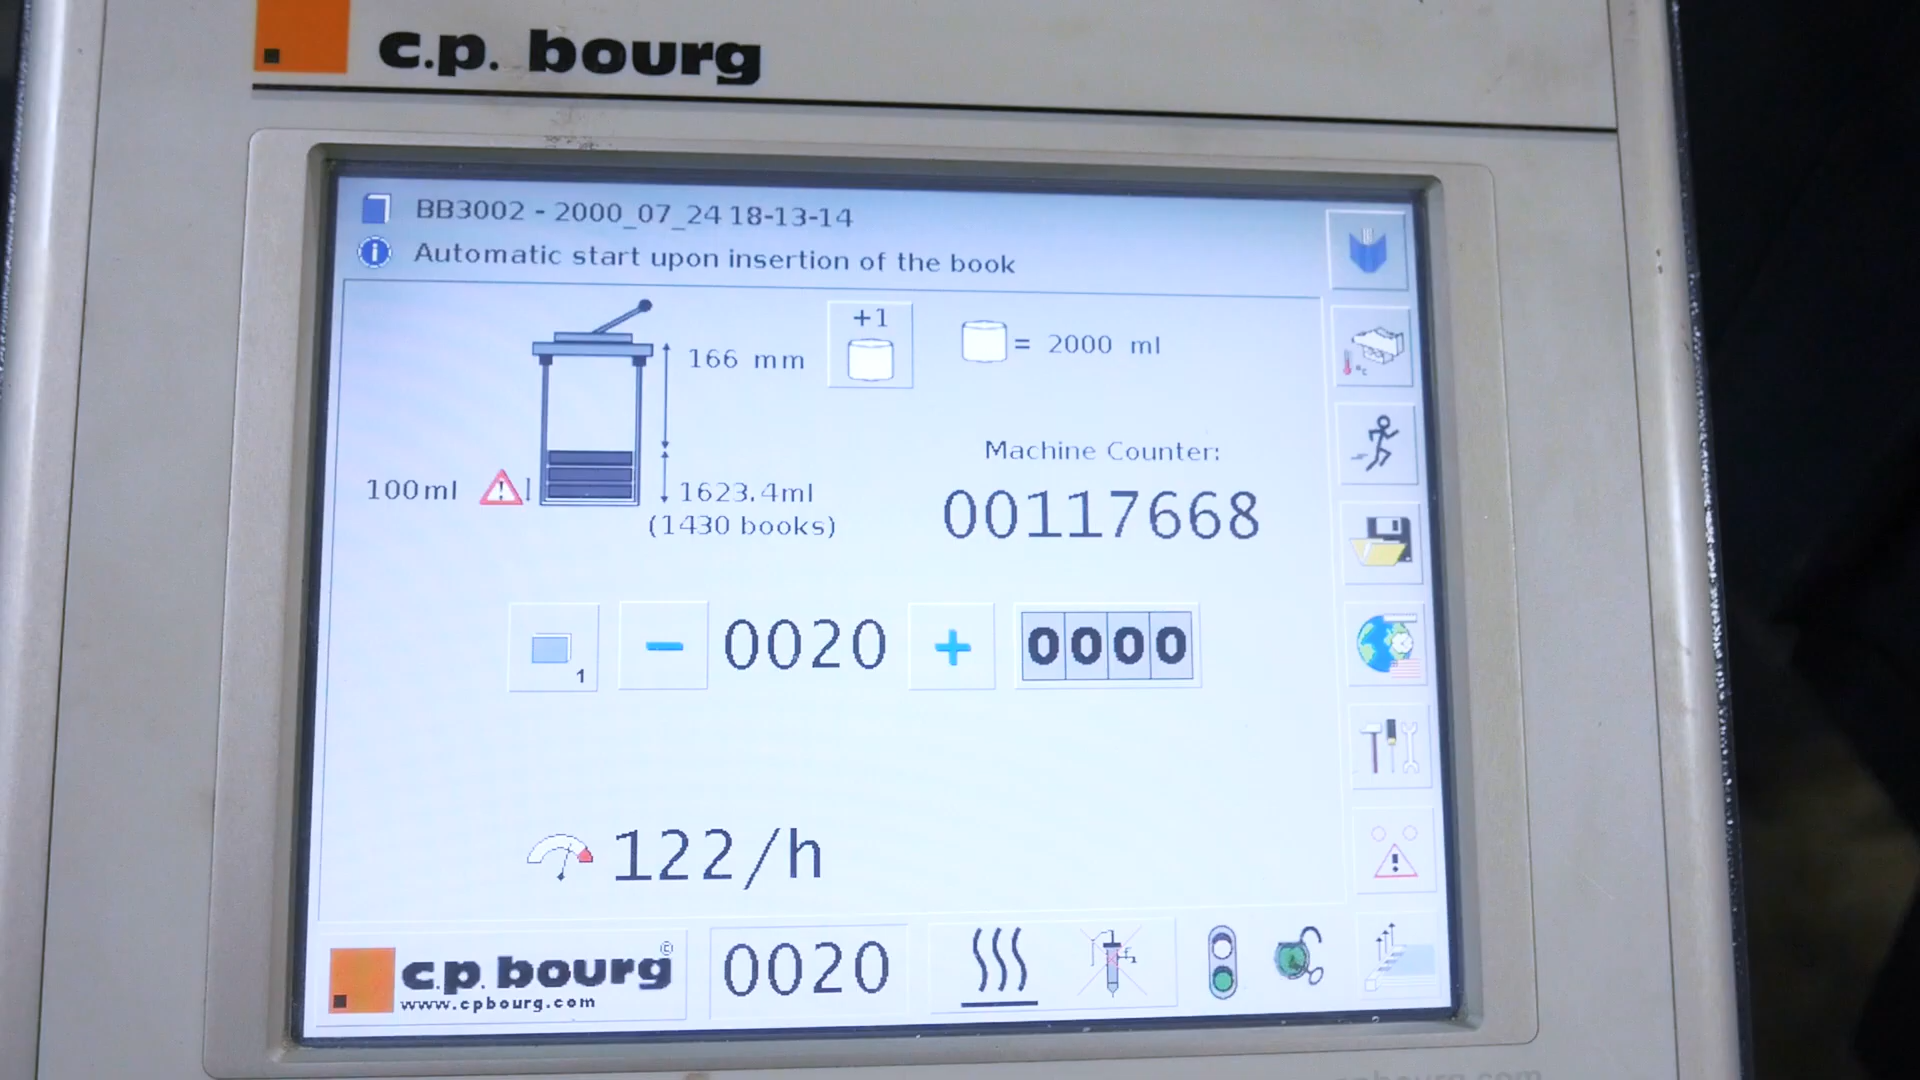 c.p. bourg
BB3002 - 2000_07_24 18-13-14
Automatic start upon insertion of the book
+1
166 mm
= 2000 ml
Machine Counter:
100ml
1623.4ml
00117668
(1430 books)
1
0020
0000
122/h
c.p. bourg ©
www.cpbourg.com
0020